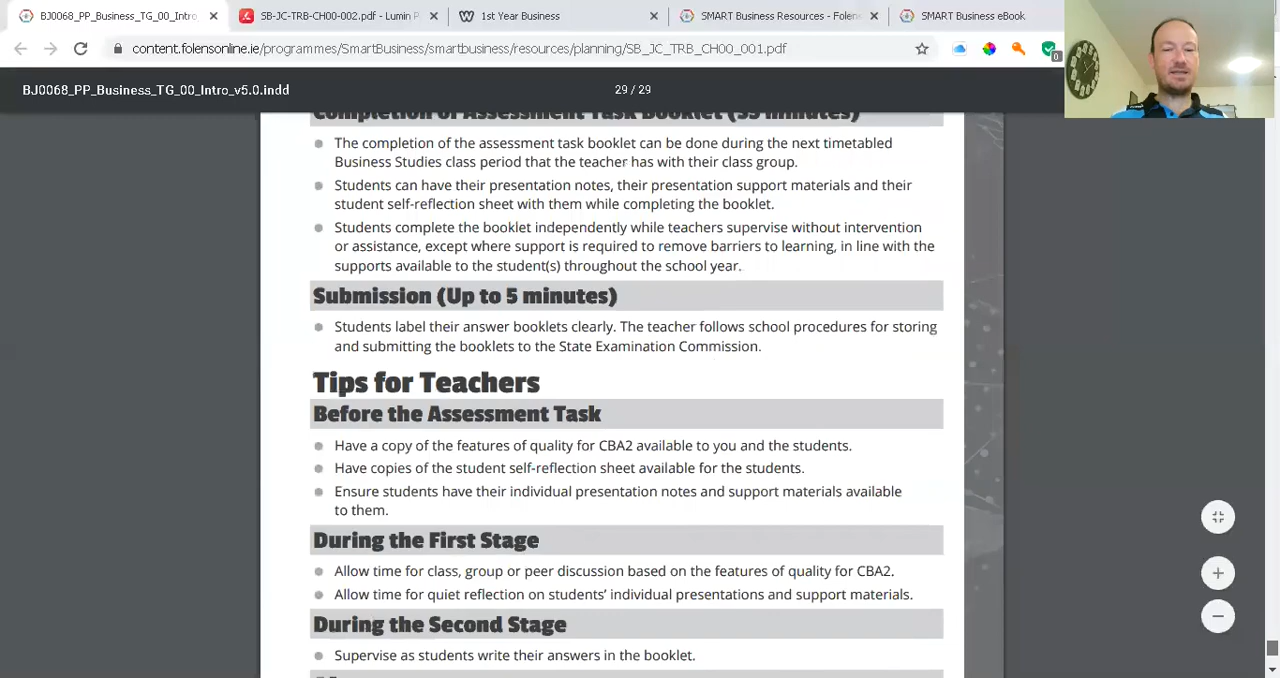 BJ0068_PP_Business_TG_00_Intro
SB-JC-TRB-CH00-002.pdf - Lumin P
1st Year Business
SMART Business Resources - Folen
SMART Business eBook
content.folensonline.ie/programmes/SmartBusiness/smartbusiness/resources/planning/SB_JC_TRB_CH00_001.pdf
0
BJ0068_PP_Business_TG_00_Intro_v5.0.indd
29 / 29
Completion of Assessment Task Booklet (35 minutes)
The completion of the assessment task booklet can be done during the next timetabled
Business Studies class period that the teacher has with their class group.
Students can have their presentation notes, their presentation support materials and their
student self-reflection sheet with them while completing the booklet.
Students complete the booklet independently while teachers supervise without intervention
or assistance, except where support is required to remove barriers to learning, in line with the
supports available to the student(s) throughout the school year.
Submission (Up to 5 minutes)
Students label their answer booklets clearly. The teacher follows school procedures for storing
and submitting the booklets to the State Examination Commission.
Tips for Teachers
Before the Assessment Task
Have a copy of the features of quality for CBA2 available to you and the students.
Have copies of the student self-reflection sheet available for the students.
Ensure students have their individual presentation notes and support materials available
to them.
During the First Stage
Allow time for class, group or peer discussion based on the features of quality for CBA2.
Allow time for quiet reflection on students' individual presentations and support materials.
During the Second Stage
Supervise as students write their answers in the booklet.